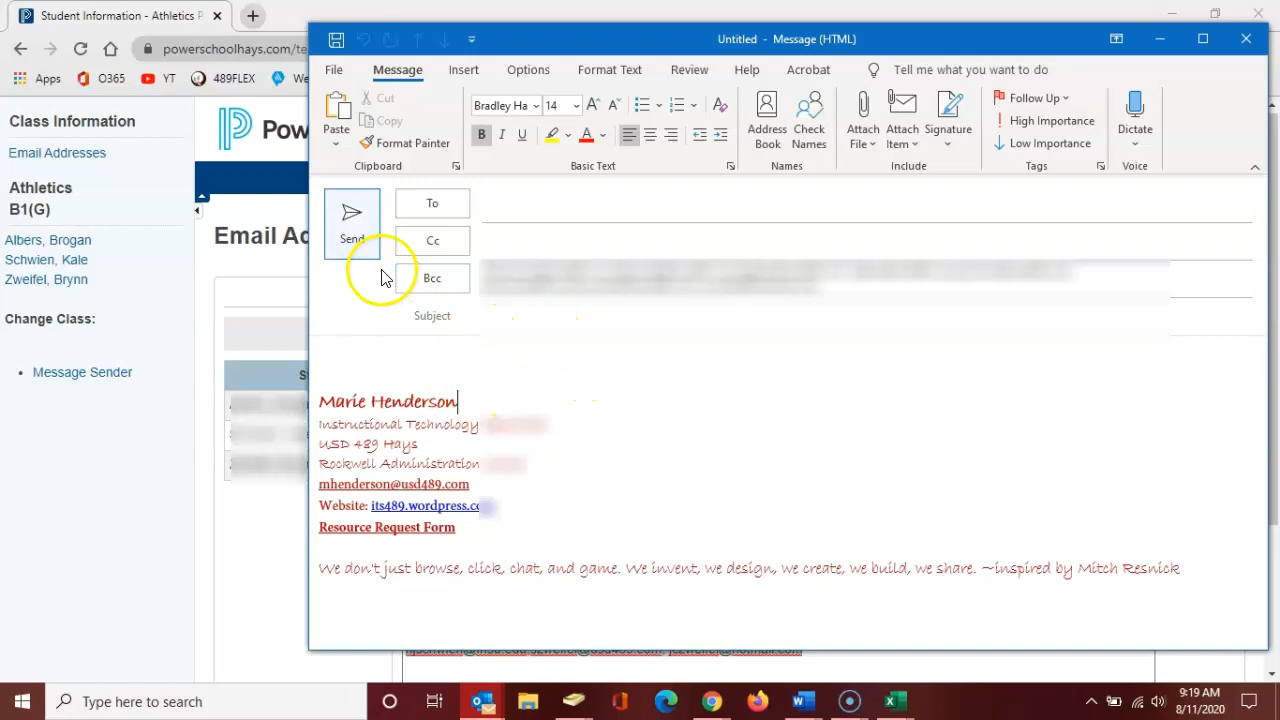 Student Information - Athletics P
powerschoolhays.com/te
Apps O365 YT 489FLEX We
Class Information
Email Addresses
Athletics
B1(G)
Albers, Brogan
Schwien, Kale
Zweifel, Brynn
Change Class:
Message Sender
Pow
Email Ad
Untitled - Message (HTML)
File Message Insert Options Format Text Review Help Acrobat Tell me what you want to do
Paste Cut
Copy
Format Painter
Clipboard
Bradley Ha 14
B I U
Basic Text
Address Book
Check Names
Names
Attach File
Attach Item
Signature
Include
Follow Up
High Importance
Low Importance
Tags
Dictate
Voice
Send
To
Cc
Bcc
Subject
Marie Henderson
Instructional Technology
USD 489 Hays
Rockwell Administration
mhenderson@usd489.com
Website: its489.wordpress.co
Resource Request Form
We don't just browse, click, chat, and game. We invent, we design, we create, we build, we share. ~inspired by Mitch Resnick
Type here to search
9:19 AM
8/11/2020